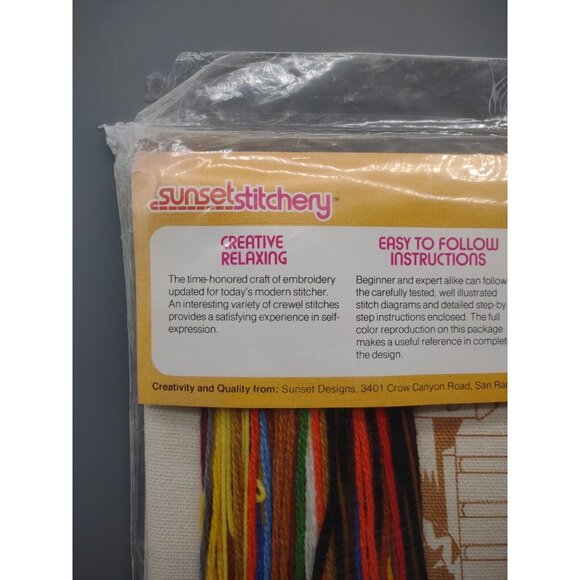 sunsetstitchery™
CREATIVE
RELAXING
The time-honored craft of embroidery
updated for today's modern stitcher.
An interesting variety of crewel stitches
provides a satisfying experience in self-
expression.
EASY TO FOLLOW
INSTRUCTIONS
Beginner and expert alike can follow
the carefully tested, well illustrated
stitch diagrams and detailed step-by-
step instructions enclosed. The full
color reproduction on this package
makes a useful reference in complet
the design.
Creativity and Quality from: Sunset Designs, 3401 Crow Canyon Road, San Ra